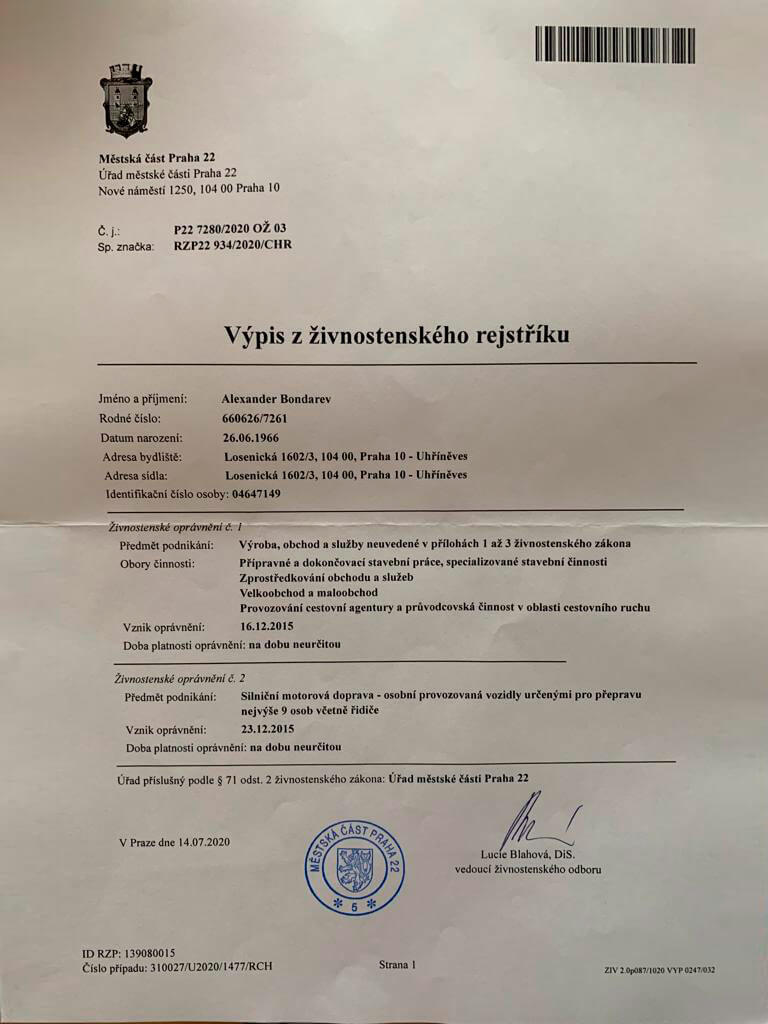 Městská část Praha 22
Úřad městské části Praha 22
Nové náměstí 1250, 104 00 Praha 10
Č. j.: P22 7280/2020 OŽ 03
Sp. značka: RZP22 934/2020/CHR
Výpis z živnostenského rejstříku
Jméno a příjmení: Alexander Bondarev
Rodné číslo: 660626/7261
Datum narození: 26.06.1966
Adresa bydliště: Losenická 1602/3, 104 00, Praha 10 - Uhříněves
Adresa sídla: Losenická 1602/3, 104 00, Praha 10 - Uhříněves
Identifikační číslo osoby: 04647149
Živnostenské oprávnění č. 1
Předmět podnikání: Výroba, obchod a služby neuvedené v přílohách 1 až 3 živnostenského zákona
Obory činnosti: Přípravné a dokončovací stavební práce, specializované stavební činnosti
Zprostředkování obchodu a služeb
Velkoobchod a maloobchod
Provozování cestovní agentury a průvodcovská činnost v oblasti cestovního ruchu
Vznik oprávnění: 16.12.2015
Doba platnosti oprávnění: na dobu neurčitou
Živnostenské oprávnění č. 2
Předmět podnikání: Silniční motorová doprava - osobní provozovaná vozidly určenými pro přepravu
nejvýše 9 osob včetně řidiče
Vznik oprávnění: 23.12.2015
Doba platnosti oprávnění: na dobu neurčitou
Úřad příslušný podle § 71 odst. 2 živnostenského zákona: Úřad městské části Praha 22
V Praze dne 14.07.2020
MĚSTSKÁ ČÁST PRAHA 22
* 5 *
Lucie Blahová, DiS.
vedoucí živnostenského odboru
ID RZP: 139080015
Číslo případu: 310027/U2020/1477/RCH
Strana 1
ZIV 2.0p087/1020 VYP 0247/032